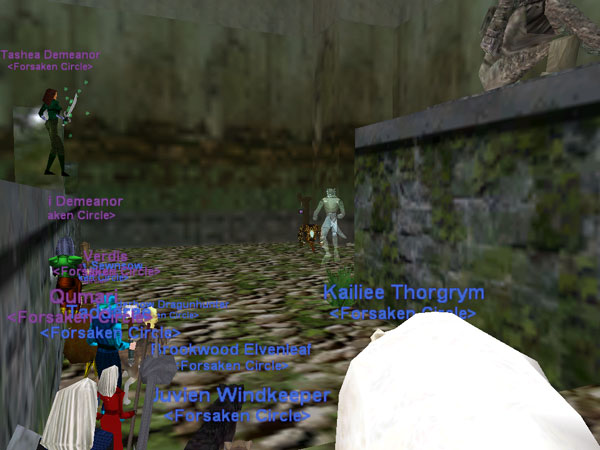 Tashea Demeanor
<Forsaken Circle>
i Demeanor
aken Circle>
Verdis
Quman
<Forsaken
Kailiee Thorgrym
<Forsaken Circle>
<Forsaken Circle>
Brookwood Elvenleaf
<Forsaken Circle>
Juvien Windkeeper
<Forsaken Circle>